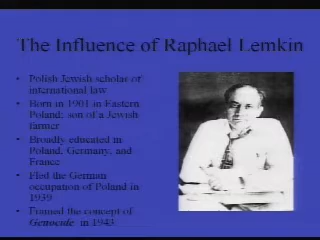 The Influence of Raphael Lemkin
• Polish Jewish scholar of
international law
• Born in 1901 in Eastern
Poland; son of a Jewish
farmer
• Broadly educated in
Poland, Germany, and
France
• Fled the German
occupation of Poland in
1939
• Framed the concept of
Genocide in 1943